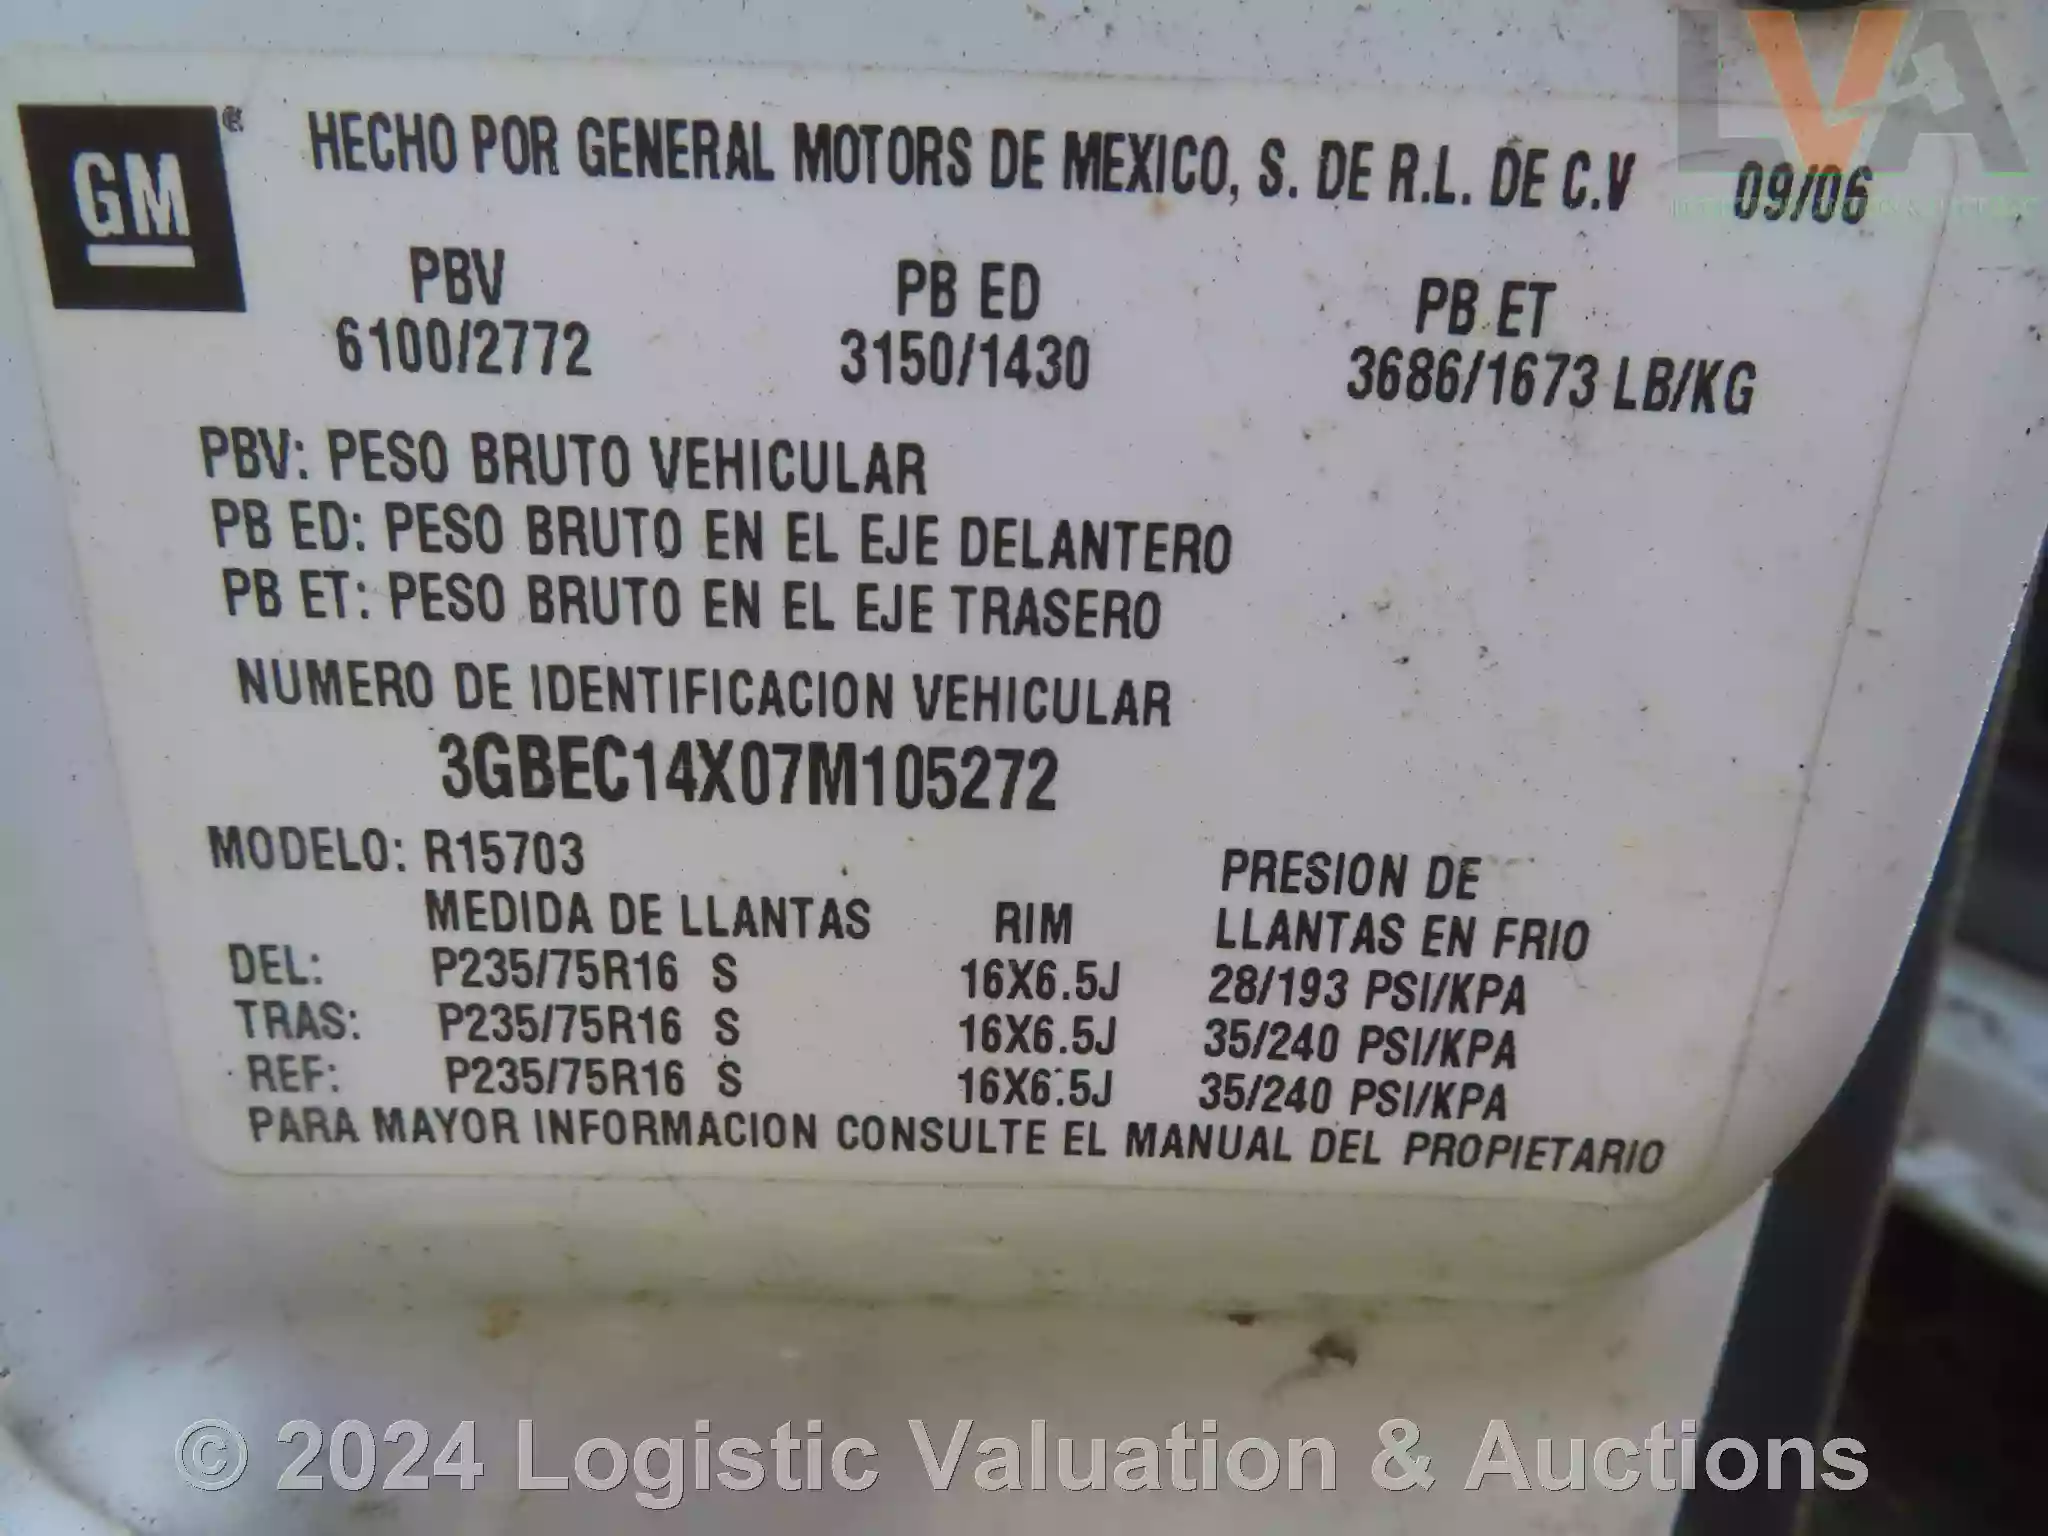 LVA
GM
HECHO POR GENERAL MOTORS DE MEXICO, S. DE R.L. DE C.V 09/06
PBV PB ED PB ET
6100/2772 3150/1430 3686/1673 LB/KG
PBV: PESO BRUTO VEHICULAR
PB ED: PESO BRUTO EN EL EJE DELANTERO
PB ET: PESO BRUTO EN EL EJE TRASERO
NUMERO DE IDENTIFICACION VEHICULAR
3GBEC14X07M105272
MODELO: R15703
MEDIDA DE LLANTAS RIM PRESION DE
LLANTAS EN FRIO
DEL: P235/75R16 S 16X6.5J 28/193 PSI/KPA
TRAS: P235/75R16 S 16X6.5J 35/240 PSI/KPA
REF: P235/75R16 S 16X6.5J 35/240 PSI/KPA
PARA MAYOR INFORMACION CONSULTE EL MANUAL DEL PROPIETARIO
© 2024 Logistic Valuation & Auctions